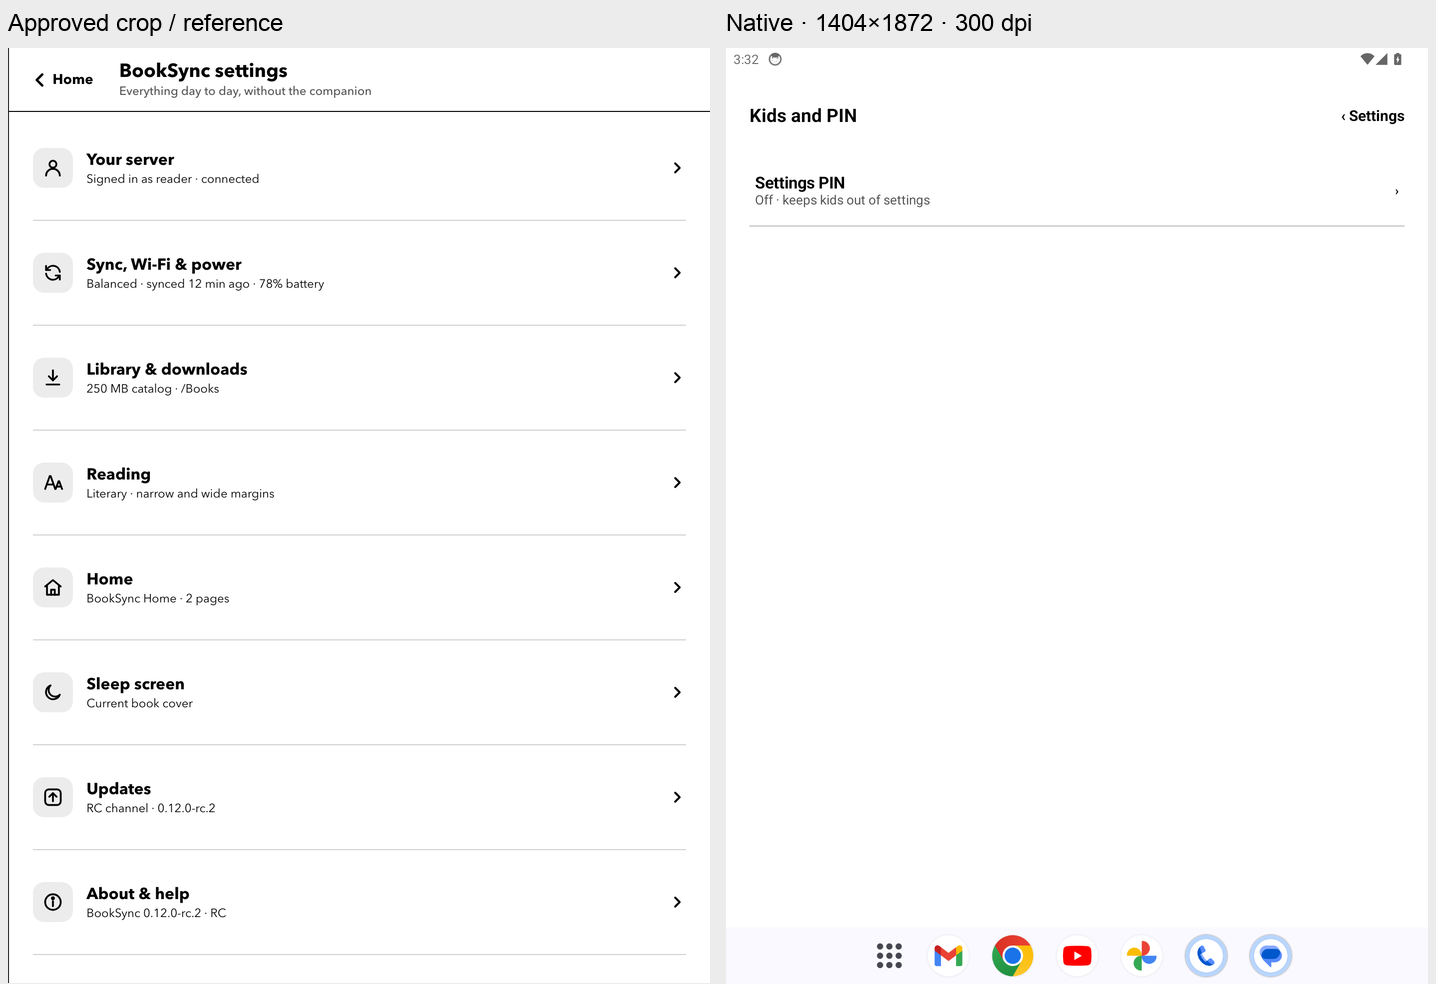 Approved crop / reference
Home
BookSync settings
Everything day to day, without the companion
Your server
Signed in as reader · connected
Sync, Wi-Fi & power
Balanced · synced 12 min ago · 78% battery
Library & downloads
250 MB catalog · /Books
Reading
Literary · narrow and wide margins
Home
BookSync Home · 2 pages
Sleep screen
Current book cover
Updates
RC channel · 0.12.0-rc.2
About & help
BookSync 0.12.0-rc.2 · RC
Native · 1404×1872 · 300 dpi
3:32
Kids and PIN
‹ Settings
Settings PIN
Off · keeps kids out of settings